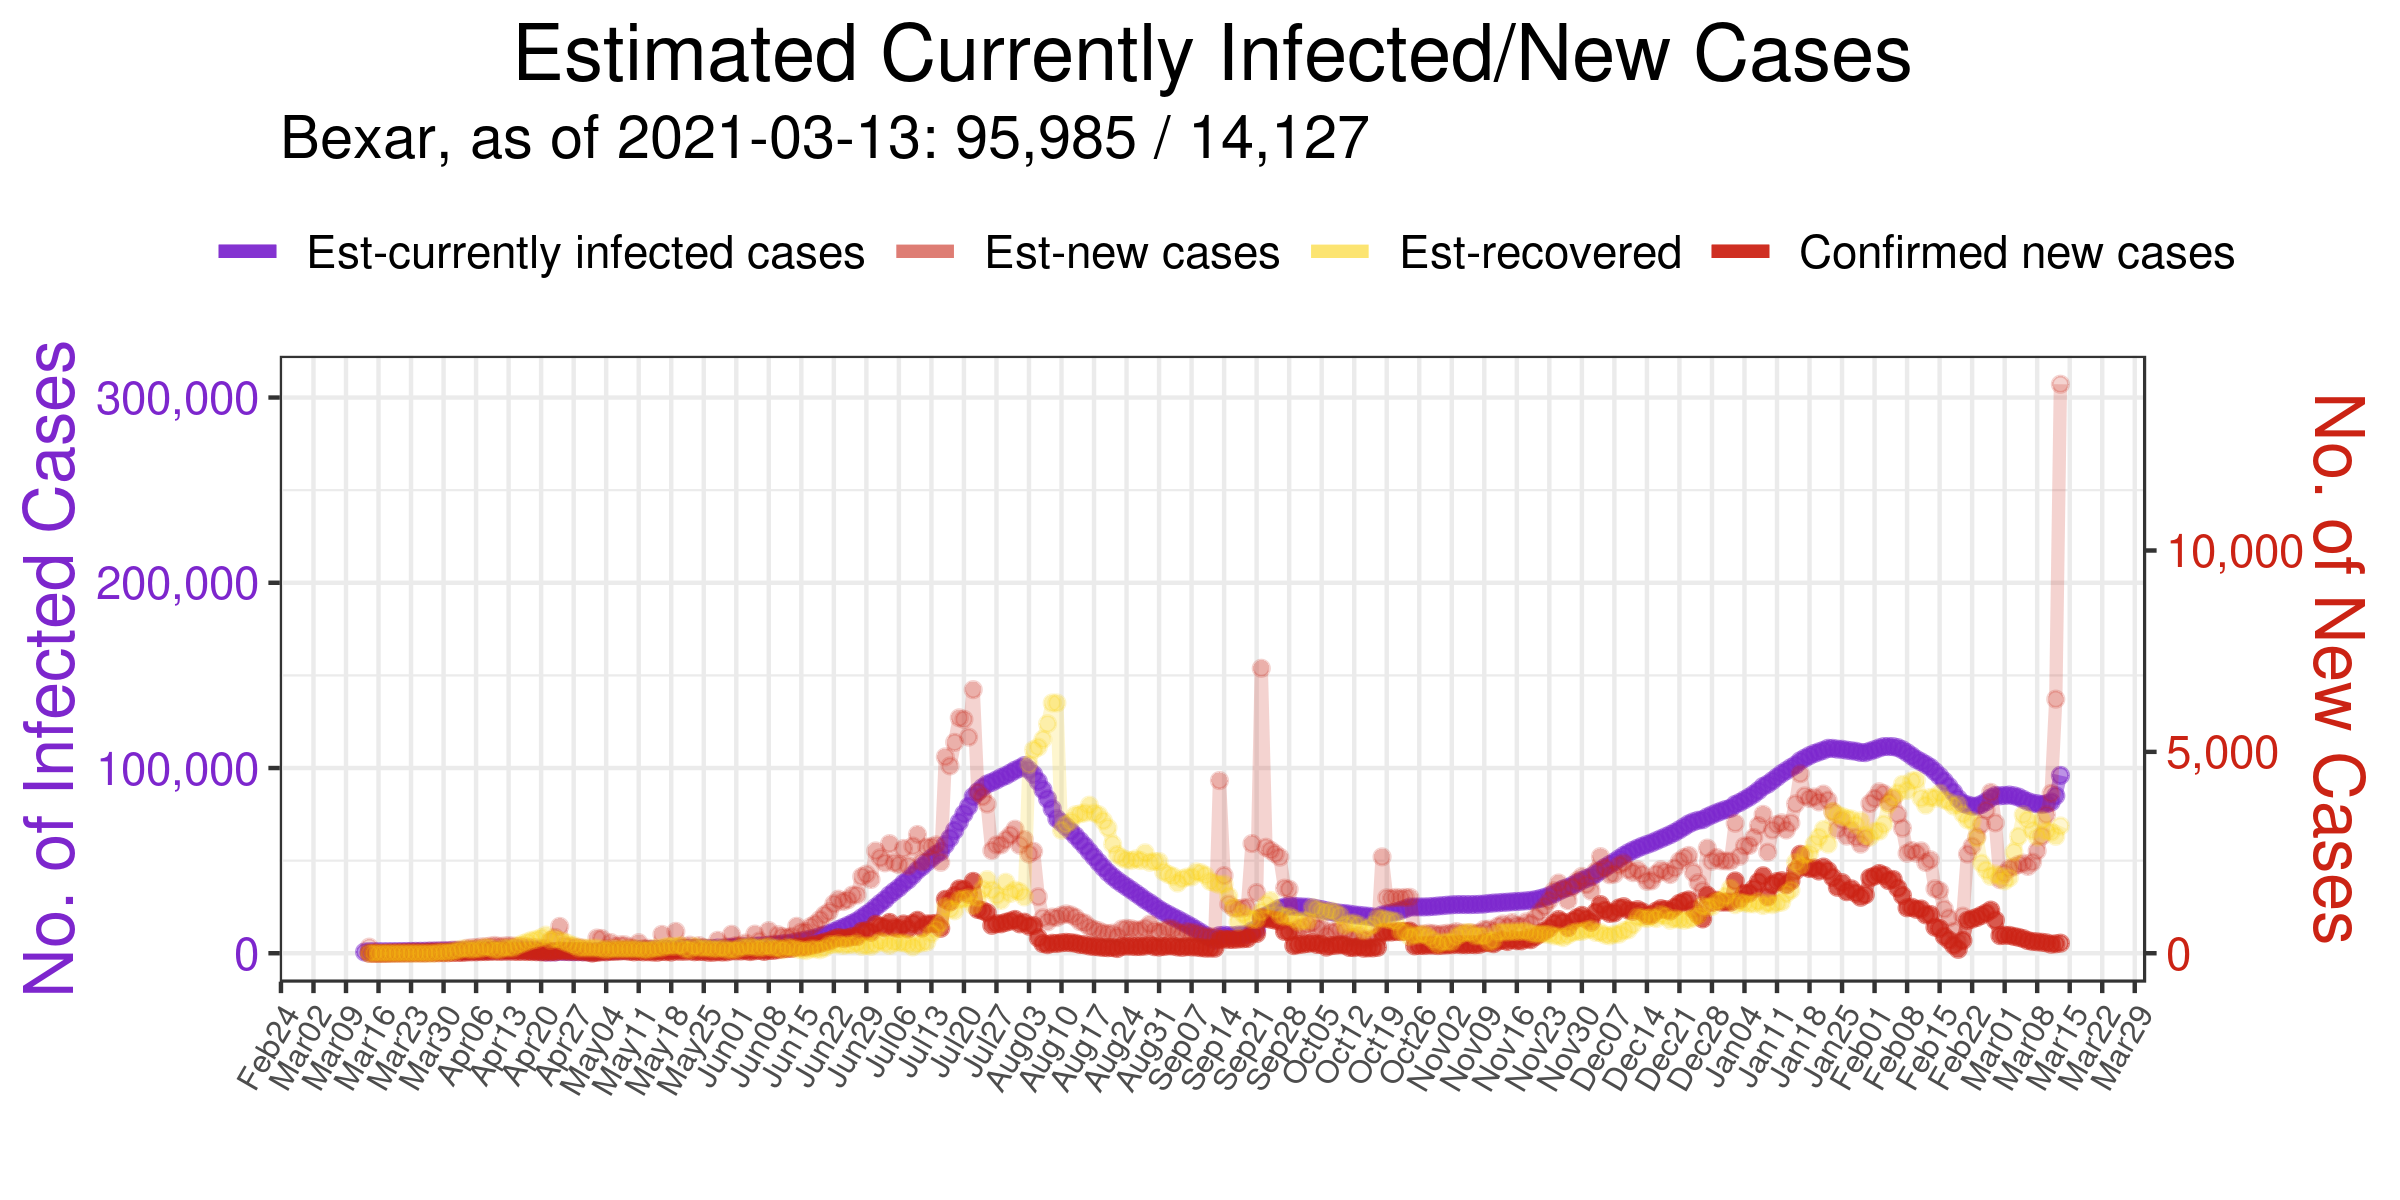 Estimated Currently Infected/New Cases
Bexar, as of 2021-03-13: 95,985 / 14,127
Est-currently infected cases Est-new cases Est-recovered Confirmed new cases
No. of Infected Cases
300,000
200,000
100,000
0
10,000
5,000
0
No. of New Cases
Feb24 Mar02 Mar09 Mar16 Mar23 Mar30 Apr06 Apr13 Apr20 Apr27 May04 May11 May18 May25 Jun01 Jun08 Jun15 Jun22 Jun29 Jul06 Jul13 Jul20 Jul27 Aug03 Aug10 Aug17 Aug24 Aug31 Sep07 Sep14 Sep21 Sep28 Oct05 Oct12 Oct19 Oct26 Nov02 Nov09 Nov16 Nov23 Nov30 Dec07 Dec14 Dec21 Dec28 Jan04 Jan11 Jan18 Jan25 Feb01 Feb08 Feb15 Feb22 Mar01 Mar08 Mar15 Mar22 Mar29